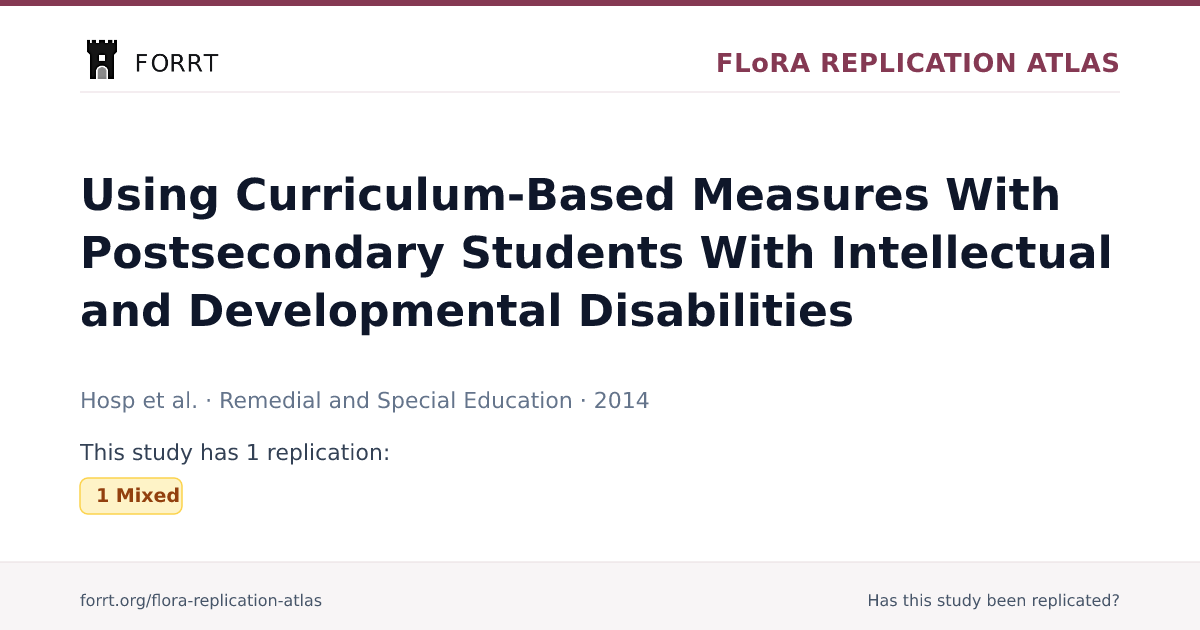 FORRT
FLoRA REPLICATION ATLAS
Using Curriculum-Based Measures With
Postsecondary Students With Intellectual
and Developmental Disabilities
Hosp et al. · Remedial and Special Education · 2014
This study has 1 replication:
1 Mixed
forrt.org/flora-replication-atlas
Has this study been replicated?